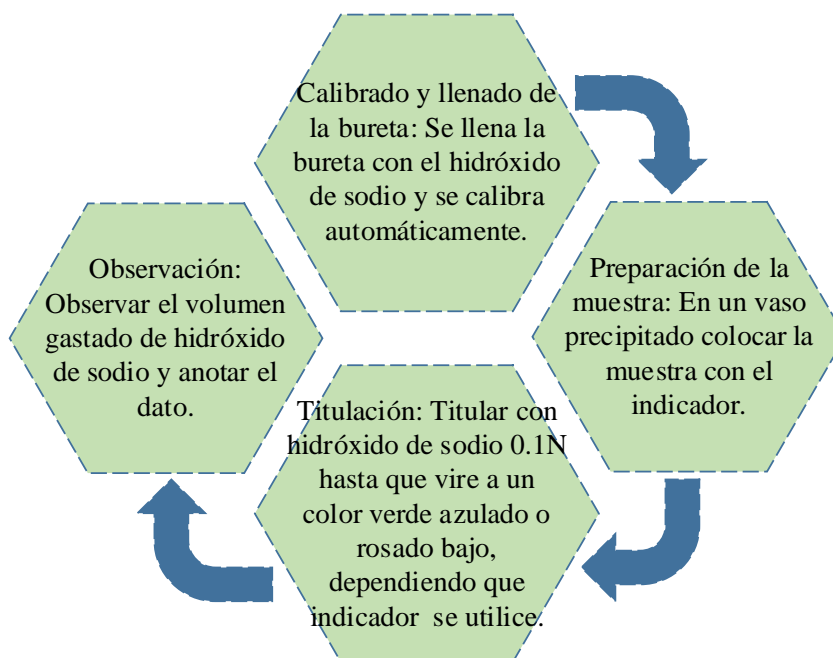 Calibrado y llenado de
la bureta: Se llena la
bureta con el hidróxido
de sodio y se calibra
automáticamente.
Preparación de la
muestra: En un vaso
precipitado colocar la
muestra con el
indicador.
Titulación: Titular con
hidróxido de sodio 0.1N
hasta que vire a un
color verde azulado o
rosado bajo,
dependiendo que
indicador  se utilice.
Observación:
Observar el volumen
gastado de hidróxido
de sodio y anotar el
dato.